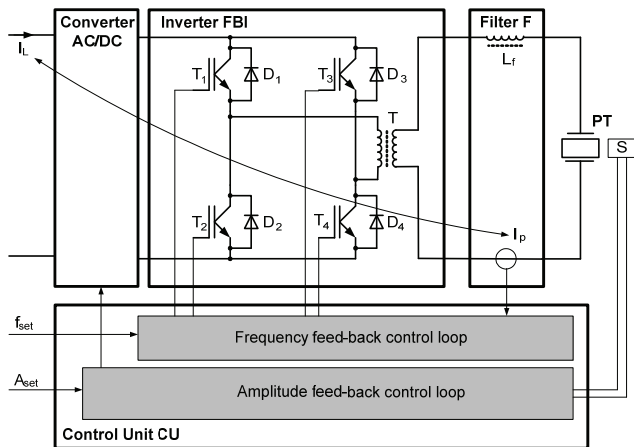 Converter
AC/DC
Inverter FBI
Filter F
I_L
T_1
D_1
T_3
D_3
L_f
T
PT
S
T_2
D_2
T_4
D_4
I_p
f_set
Frequency feed-back control loop
A_set
Amplitude feed-back control loop
Control Unit CU